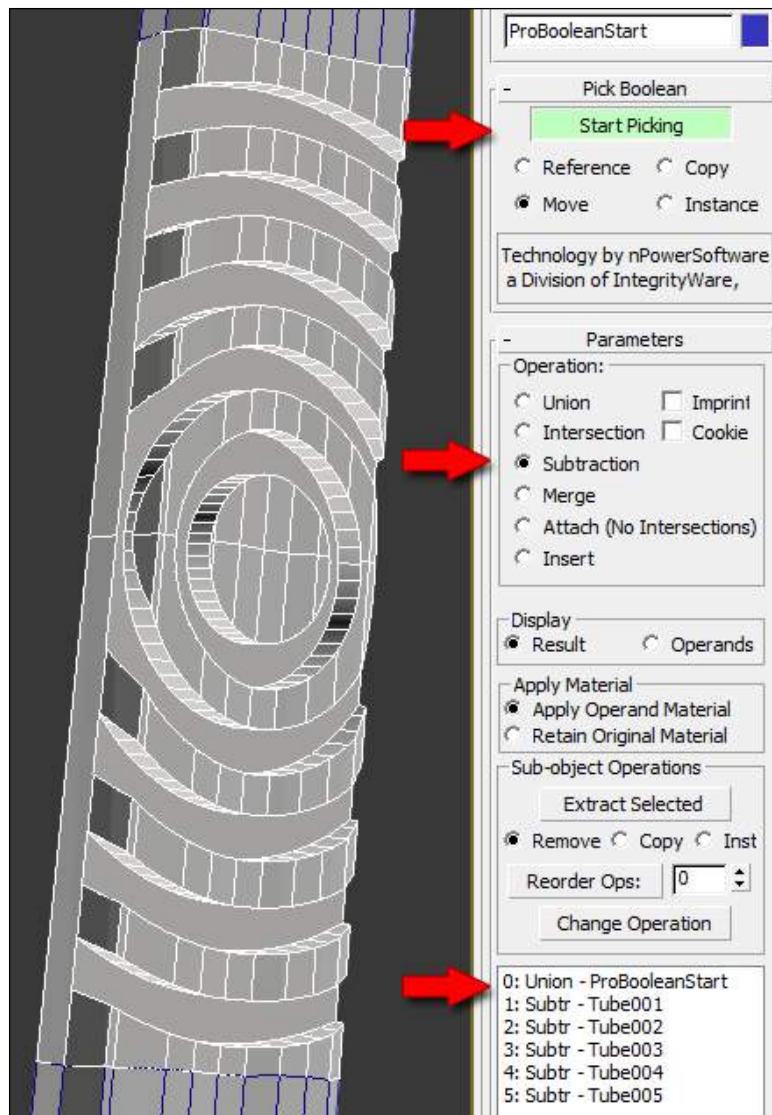 ProBooleanStart
- Pick Boolean
Start Picking
Reference Copy
Move Instance
Technology by nPowerSoftware
a Division of IntegrityWare,
- Parameters
Operation:
Union Imprint
Intersection Cookie
Subtraction
Merge
Attach (No Intersections)
Insert
Display
Result Operands
Apply Material
Apply Operand Material
Retain Original Material
Sub-object Operations
Extract Selected
Remove Copy Inst
Reorder Ops: 0
Change Operation
0: Union - ProBooleanStart
1: Subtr - Tube001
2: Subtr - Tube002
3: Subtr - Tube003
4: Subtr - Tube004
5: Subtr - Tube005